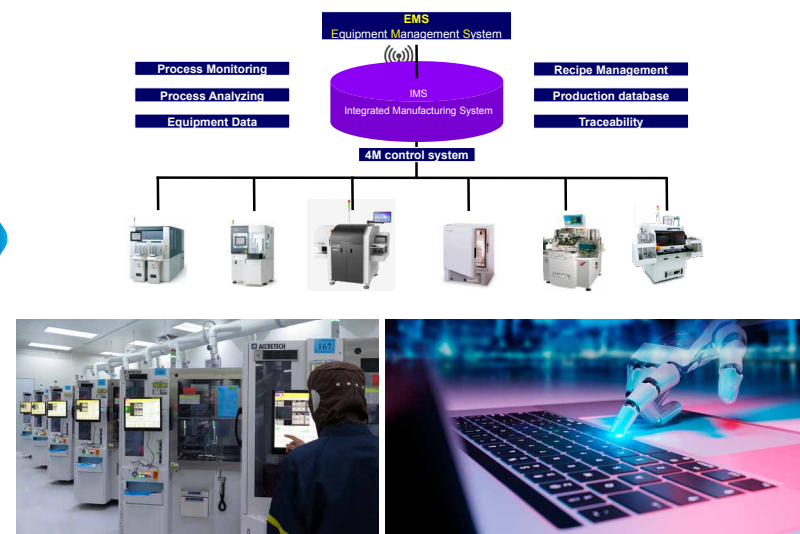 EMS
Equipment Management System
Process Monitoring
Process Analyzing
Equipment Data
IMS
Integrated Manufacturing System
Recipe Management
Production database
Traceability
4M control system
ACCRETECH
167